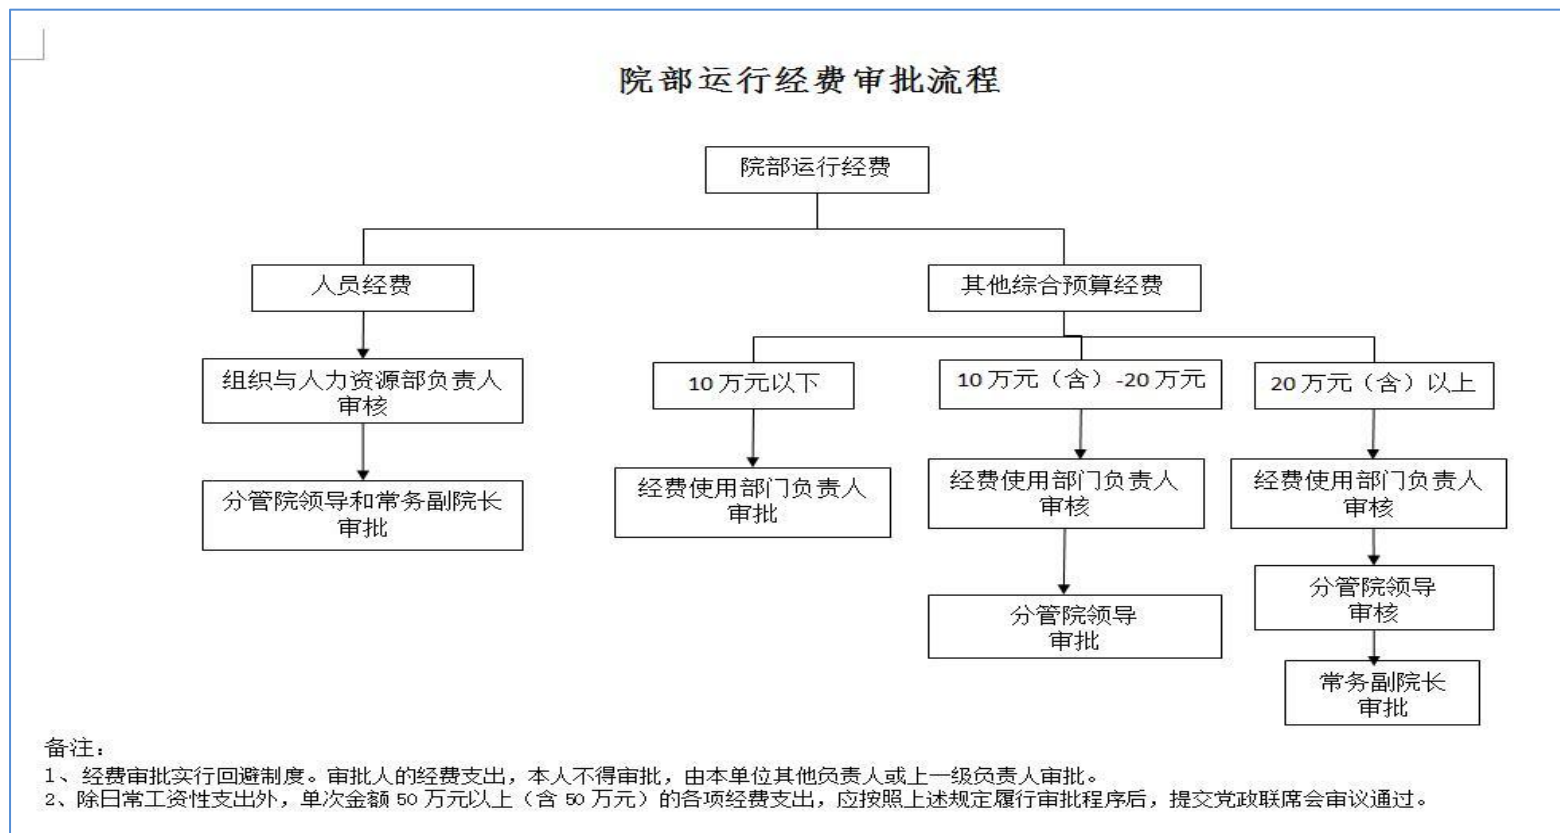 院部运行经费审批流程
院部运行经费
人员经费
其他综合预算经费
组织与人力资源部负责人
审核
分管院领导和常务副院长
审批
10万元以下
经费使用部门负责人
审批
10万元（含）-20万元
经费使用部门负责人
审核
分管院领导
审批
20万元（含）以上
经费使用部门负责人
审核
分管院领导
审核
常务副院长
审批
备注：
1、经费审批实行回避制度。审批人的经费支出，本人不得审批，由本单位其他负责人或上一级负责人审批。
2、除日常工资性支出外，单次金额50万元以上（含50万元）的各项经费支出，应按照上述规定履行审批程序后，提交党政联席会审议通过。